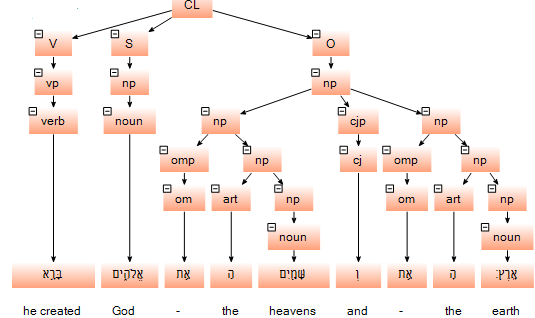 CL
V S O
vp np np
verb noun np cjp np
omp np cj omp np
om art np om art np
noun noun
בָּרָ֣א אֱלֹהִ֑ים אֵ֥ת הַ שָּׁמַ֖יִם וְ אֵ֥ת הָ אָֽרֶץ׃
he created God - the heavens and - the earth